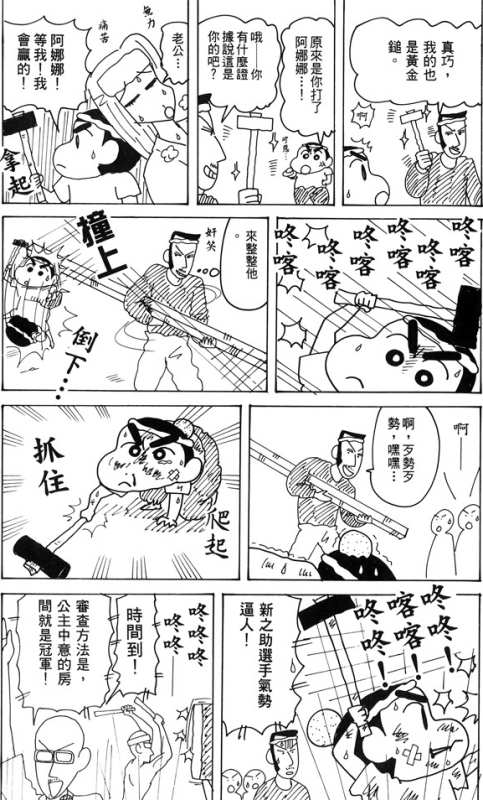 真巧，
我的也
是黃金
鎚。
啊
原來是你打了
阿娜娜…！
哦　你
有什麼證
據說這是
你的吧？
老公…
無力
痛苦
阿娜娜！
等我！我
會贏的！
拿起
咚喀
咚喀
咚喀
咚喀
咚喀
來整整他
。
奸笑
撞上
倒下…
啊
啊，歹勢歹
勢，嘿嘿…
爬起
抓住
咚喀咚
咚喀咚！
新之助選手氣勢
逼人！
咚咚咚
咚咚
時間到！
審查方法是，
公主中意的房
間就是冠軍！